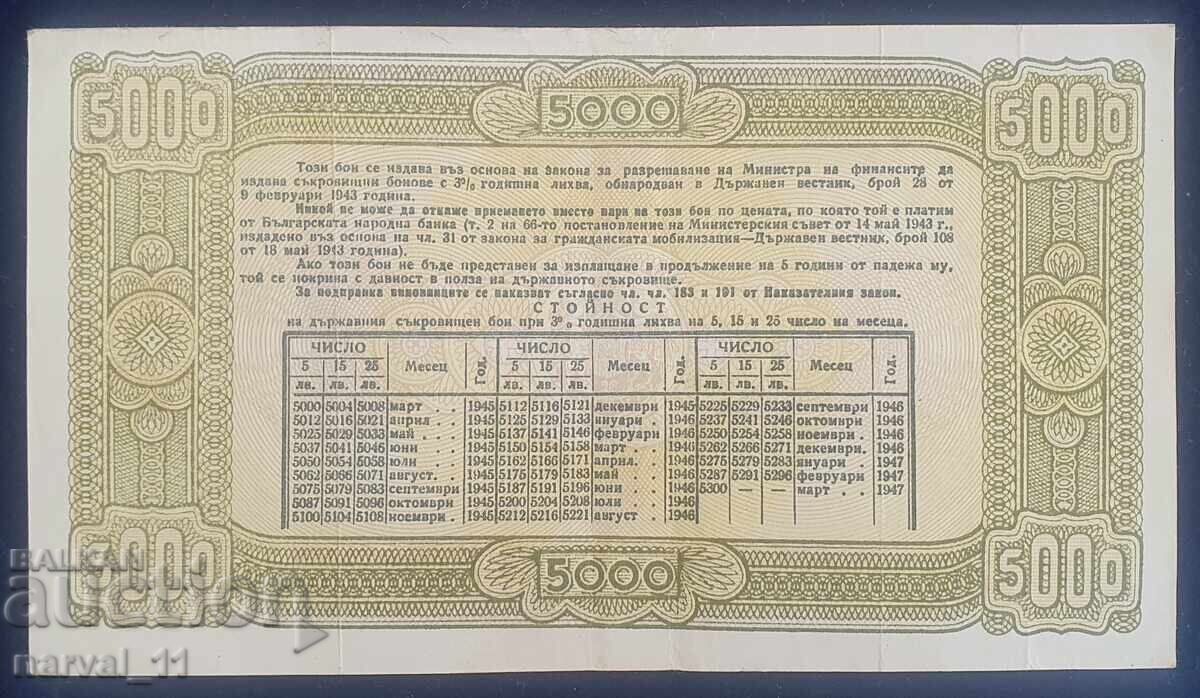 5000 5000 5000
Този бон се издава въз основа на Закона за разрешаване на Министра на финансите да
издава съкровищни бонове с 3% годишна лихва, обнародван в Държавен вестник, брой 28 от
9 февруари 1943 година.
Никой не може да откаже приемането вместо пари на този бон по цената, по която той е платим
от Българската народна банка (т. 2 на 66-то постановление на Министерския съвет от 14 май 1943 г.,
издадено въз основа на чл. 31 от закона за гражданската мобилизация—Държавен вестник, брой 108
от 18 май 1943 година).
Ако този бон не бъде представен за изплащане в продължение на 5 години от падежа му,
той се покрива с давност в полза на държавното съкровище.
За подправка виновниците се наказват съгласно чл. чл. 183 и 191 от Наказателния закон.
СТОЙНОСТ
на държавния съкровищен бон при 3% годишна лихва на 5, 15 и 25 число на месеца.
ЧИСЛО Месец Год. ЧИСЛО Месец Год. ЧИСЛО Месец Год.
5 15 25 5 15 25 5 15 25
лв. лв. лв. лв. лв. лв. лв. лв. лв.
5000 5004 5008 март . . 1945 5112 5116 5121 декември 1945 5225 5229 5233 септември 1946
5012 5016 5021 април . . 1945 5125 5129 5133 януари . 1946 5237 5241 5246 октомври 1946
5025 5029 5033 май . . 1945 5137 5141 5146 февруари 1946 5250 5254 5258 ноември . 1946
5037 5041 5046 юни . . 1945 5150 5154 5158 март . . 1946 5262 5266 5271 декември. 1946
5050 5054 5058 юли . . 1945 5162 5166 5171 април. . 1946 5275 5279 5283 януари . 1947
5062 5066 5071 август. . 1945 5175 5179 5183 май . . 1946 5287 5291 5296 февруари 1947
5075 5079 5083 септември 1945 5187 5191 5196 юни . . 1946 5300 — — март . . 1947
5087 5091 5096 октомври 1945 5200 5204 5208 юли . . 1946
5100 5104 5108 ноември . 1945 5212 5216 5221 август . 1946 — — — — —
5000 5000 5000
BALKAN
auction
narval_11